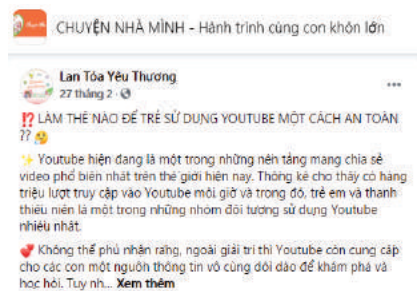 CHUYỆN NHÀ MÌNH - Hành trình cùng con khôn lớn
Lan Tỏa Yêu Thương
27 tháng 2 ·
⁉️ LÀM THẾ NÀO ĐỂ TRẺ SỬ DỤNG YOUTUBE MỘT CÁCH AN TOÀN
?? 🤔
✨ Youtube hiện đang là một trong những nền tảng mạng chia sẻ
video phổ biến nhất trên thế giới hiện nay. Thống kê cho thấy có hàng
triệu lượt truy cập vào Youtube mỗi giờ và trong đó, trẻ em và thanh
thiếu niên là một trong những nhóm đối tượng sử dụng Youtube
nhiều nhất.
💕 Không thể phủ nhận rằng, ngoài giải trí thì Youtube còn cung cấp
cho các con một nguồn thông tin vô cùng dồi dào để khám phá và
học hỏi. Tuy nh... Xem thêm